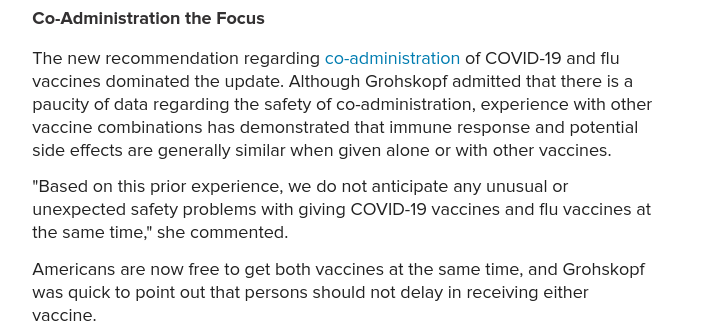 Co-Administration the Focus
The new recommendation regarding co-administration of COVID-19 and flu
vaccines dominated the update. Although Grohskopf admitted that there is a
paucity of data regarding the safety of co-administration, experience with other
vaccine combinations has demonstrated that immune response and potential
side effects are generally similar when given alone or with other vaccines.
"Based on this prior experience, we do not anticipate any unusual or
unexpected safety problems with giving COVID-19 vaccines and flu vaccines at
the same time," she commented.
Americans are now free to get both vaccines at the same time, and Grohskopf
was quick to point out that persons should not delay in receiving either
vaccine.